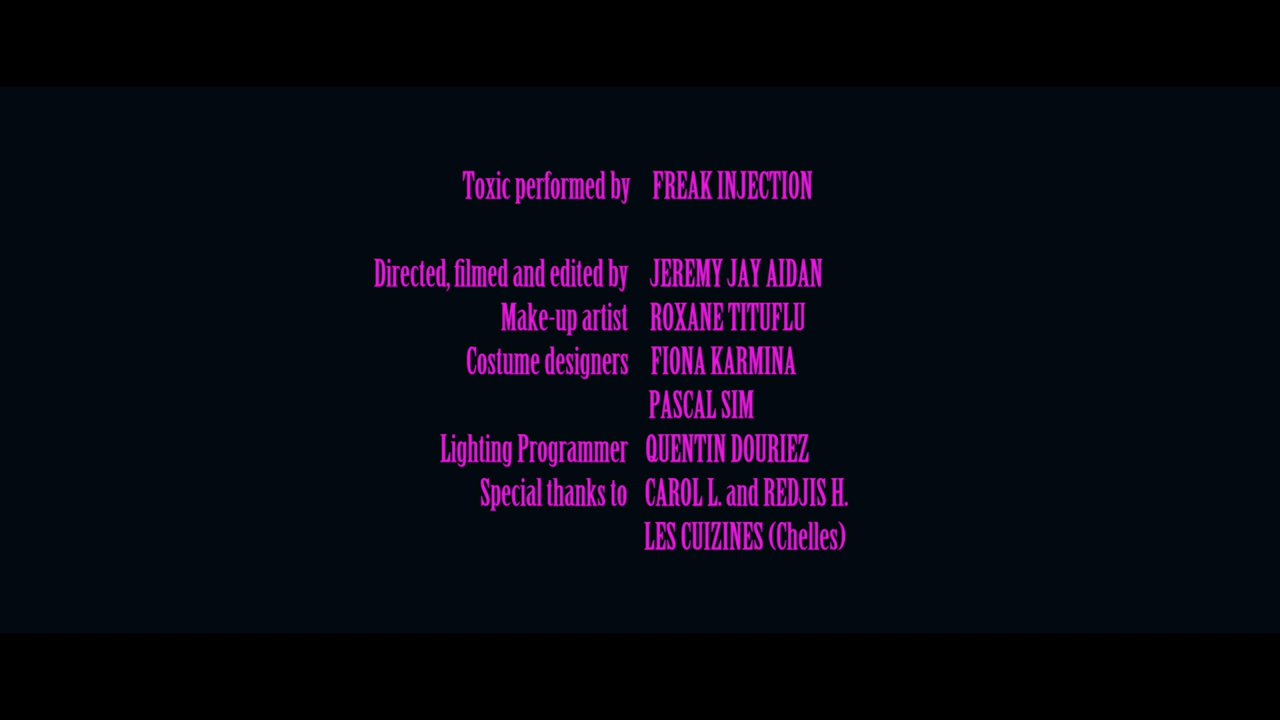 Toxic performed by FREAK INJECTION
Directed, filmed and edited by JEREMY JAY AIDAN
Make-up artist ROXANE TITUFLU
Costume designers FIONA KARMINA
PASCAL SIM
Lighting Programmer QUENTIN DOURIEZ
Special thanks to CAROL L. and REDJIS H.
LES CUIZINES (Chelles)